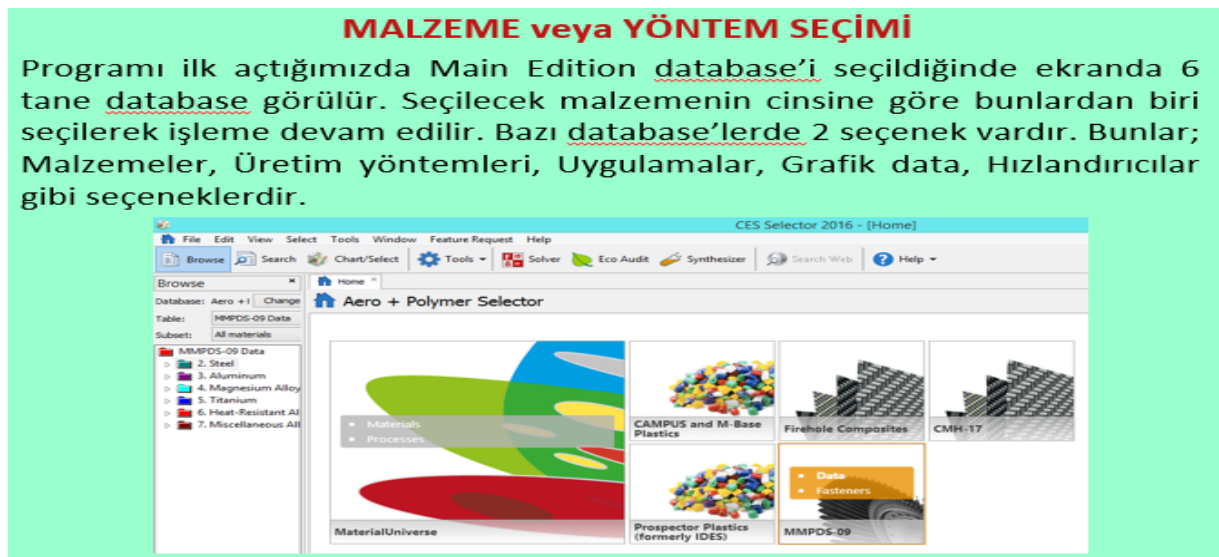 MALZEME veya YÖNTEM SEÇİMİ
Programı ilk açtığımızda Main Edition database’i seçildiğinde ekranda 6
tane database görülür. Seçilecek malzemenin cinsine göre bunlardan biri
seçilerek işleme devam edilir. Bazı database’lerde 2 seçenek vardır. Bunlar;
Malzemeler, Üretim yöntemleri, Uygulamalar, Grafik data, Hızlandırıcılar
gibi seçeneklerdir.
CES Selector 2016 - [Home]
File Edit View Select Tools Window Feature Request Help
Browse Search Chart/Select Tools Solver Eco Audit Synthesizer Search Web Help
Browse
Home
Database: Aero + I Change
Aero + Polymer Selector
Table: MMPDS-09 Data
Subset: All materials
MMPDS-09 Data
2. Steel
3. Aluminum
4. Magnesium Alloy
5. Titanium
6. Heat-Resistant Al
7. Miscellaneous All
Materials
Processes
MaterialUniverse
CAMPUS and M-Base
Plastics
Firehole Composites
CMH-17
Prospector Plastics
(formerly IDES)
Data
Fasteners
MMPDS-09